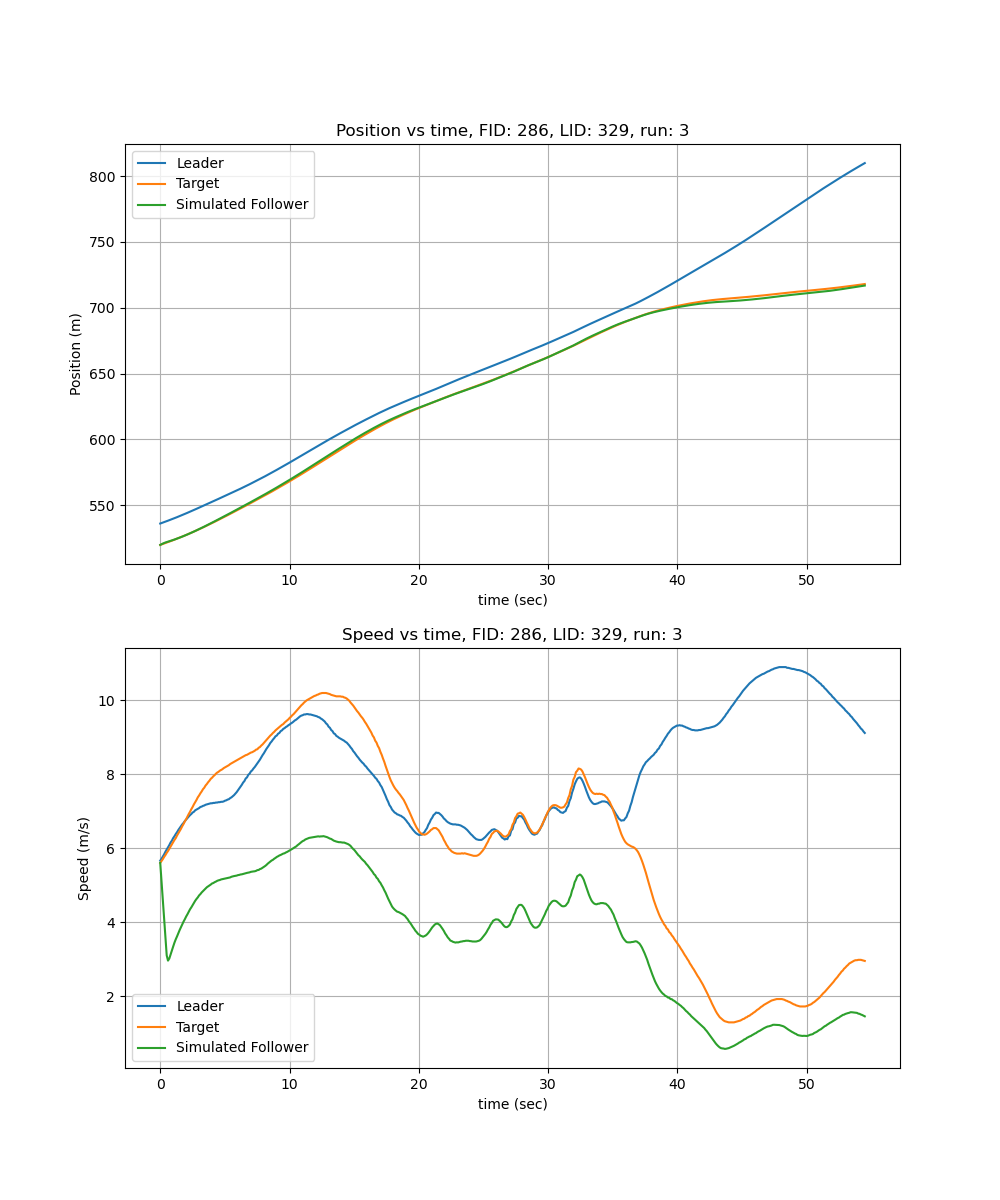 Position vs time, FID: 286, LID: 329, run: 3
Leader
Target
Simulated Follower
800
750
700
650
600
550
Position (m)
0 10 20 30 40 50
time (sec)
Speed vs time, FID: 286, LID: 329, run: 3
10
8
6
4
2
Speed (m/s)
Leader
Target
Simulated Follower
0 10 20 30 40 50
time (sec)